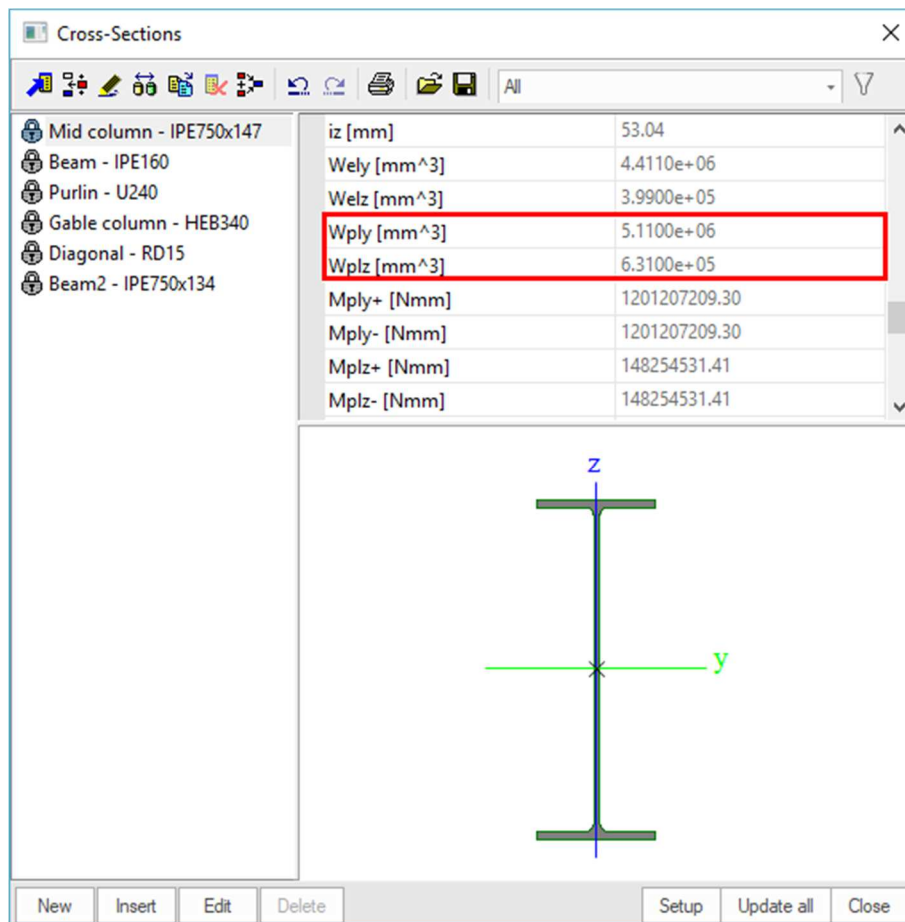 Cross-Sections
All
Mid column - IPE750x147
Beam - IPE160
Purlin - U240
Gable column - HEB340
Diagonal - RD15
Beam2 - IPE750x134
iz [mm] 53.04
Wely [mm^3] 4.4110e+06
Welz [mm^3] 3.9900e+05
Wply [mm^3] 5.1100e+06
Wplz [mm^3] 6.3100e+05
Mply+ [Nmm] 1201207209.30
Mply- [Nmm] 1201207209.30
Mplz+ [Nmm] 148254531.41
Mplz- [Nmm] 148254531.41
z
y
New Insert Edit Delete Setup Update all Close